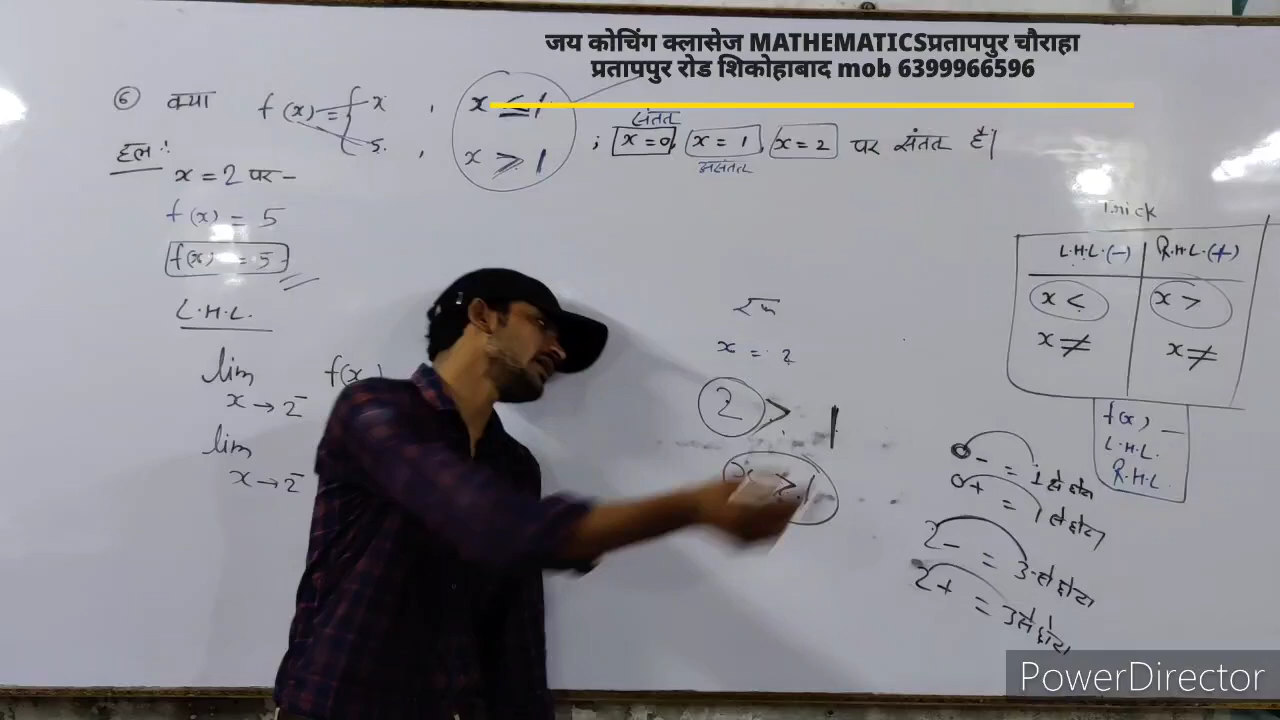 जय कोचिंग क्लासेज MATHEMATICSप्रतापपुर चौराहा
प्रतापपुर रोड शिकोहाबाद mob 6399966596
⑥ क्या f(x) = { x , x ≤ 1
5 , x > 1 ; x = 0, x = 1, x = 2 पर संतत है।
संतत
असंतत
हल :
x = 2 पर –
f(x) = 5
f(x) = 5
L.H.L.
lim f(x)
x → 2⁻
lim
x → 2⁻
x = 2
2 > 1
> 1
Trick
L.H.L. (−) R.H.L. (+)
x < x >
x ≠ x ≠
f(x) –
L.H.L.
R.H.L.
0− = 1 से छोटा
0+ = 1 से छोटा
2− = 3 से छोटा
2+ = 3 से छोटा
PowerDirector